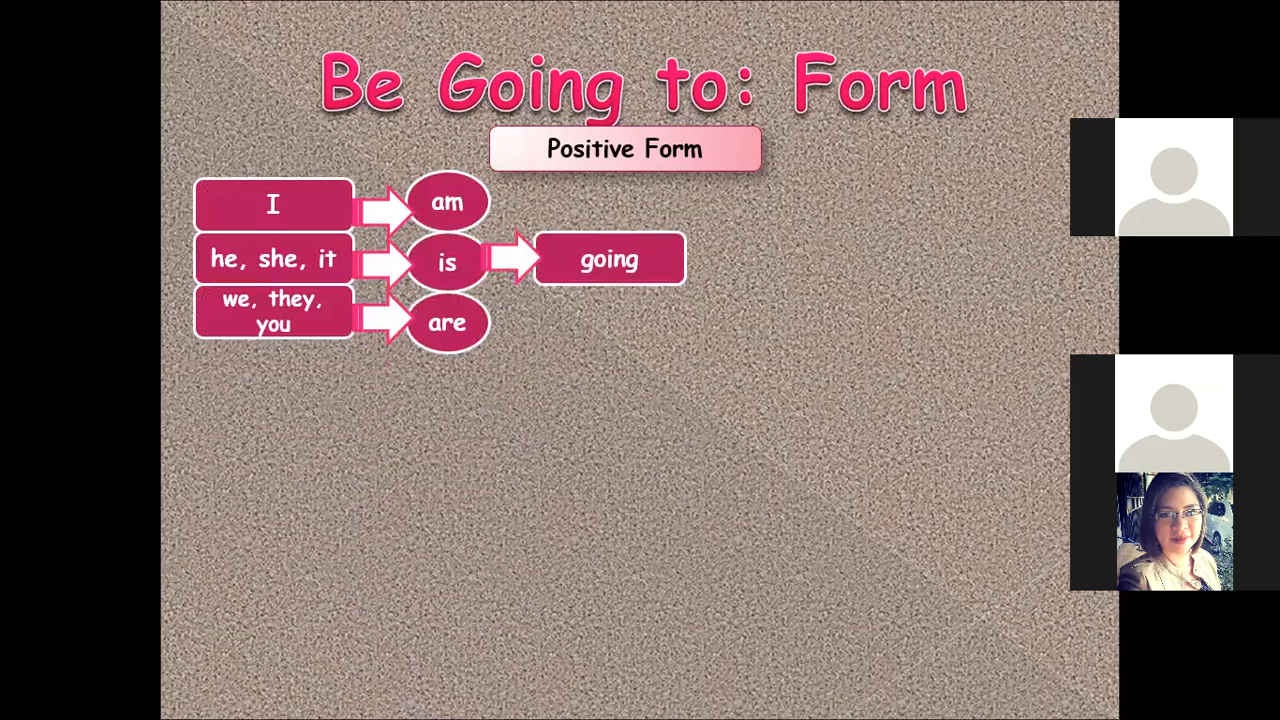 Be Going to: Form
Positive Form
I
am
he, she, it
is
going
we, they,
you
are